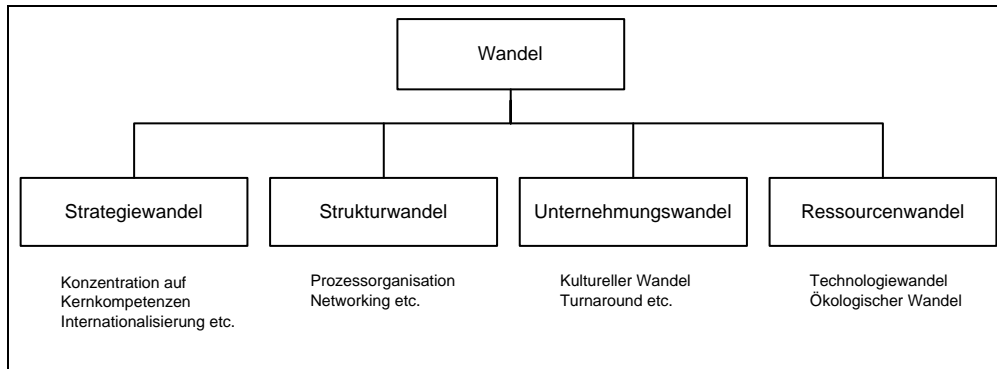 Wandel
Strategiewandel
Strukturwandel
Unternehmungswandel
Ressourcenwandel
Konzentration auf
Kernkompetenzen
Internationalisierung etc.
Prozessorganisation
Networking etc.
Kultureller Wandel
Turnaround etc.
Technologiewandel
Ökologischer Wandel